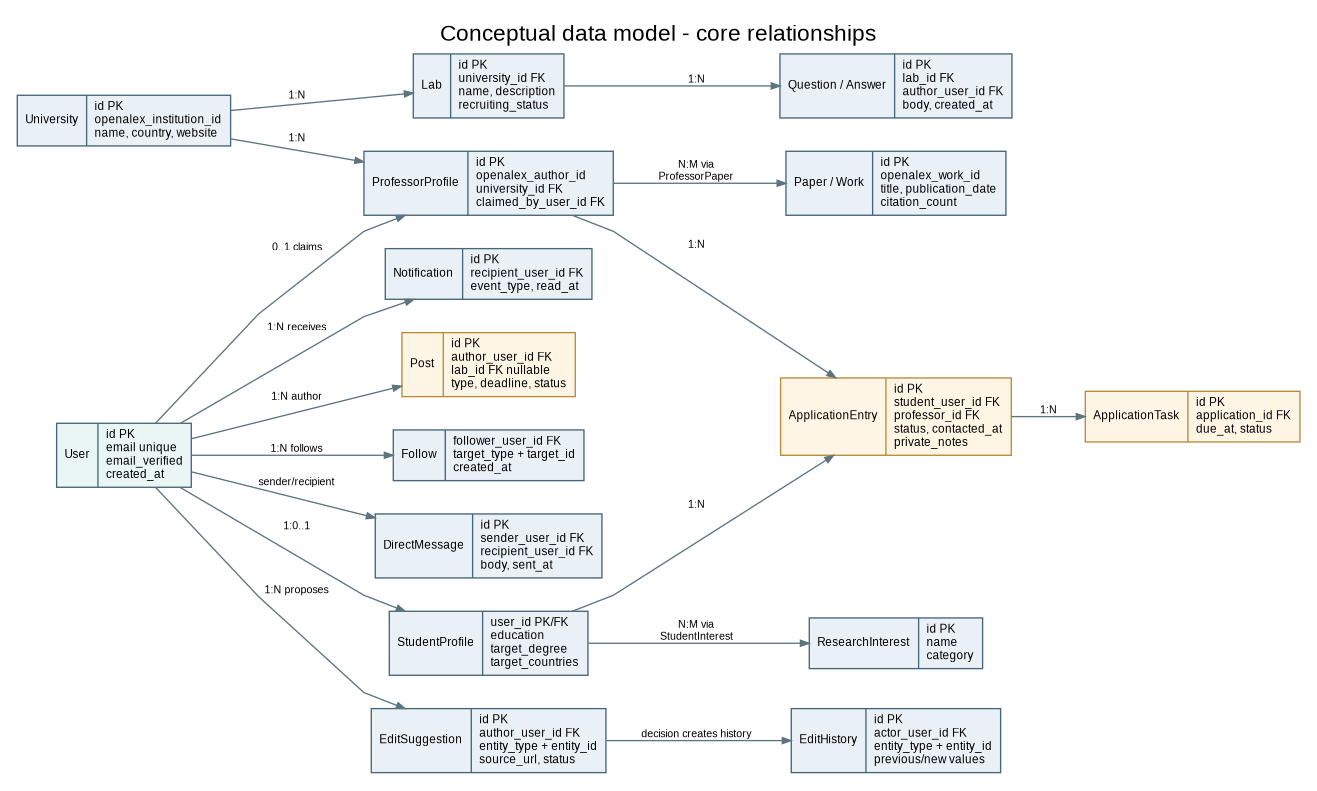 Conceptual data model - core relationships
University
id PK
openalex_institution_id
name, country, website
1:N
1:N
Lab
id PK
university_id FK
name, description
recruiting_status
1:N
Question / Answer
id PK
lab_id FK
author_user_id FK
body, created_at
ProfessorProfile
id PK
openalex_author_id
university_id FK
claimed_by_user_id FK
N:M via
ProfessorPaper
Paper / Work
id PK
openalex_work_id
title, publication_date
citation_count
0..1 claims
1:N
Notification
id PK
recipient_user_id FK
event_type, read_at
1:N receives
Post
id PK
author_user_id FK
lab_id FK nullable
type, deadline, status
1:N author
User
id PK
email unique
email_verified
created_at
1:N follows
Follow
follower_user_id FK
target_type + target_id
created_at
ApplicationEntry
id PK
student_user_id FK
professor_id FK
status, contacted_at
private_notes
1:N
ApplicationTask
id PK
application_id FK
due_at, status
sender/recipient
DirectMessage
id PK
sender_user_id FK
recipient_user_id FK
body, sent_at
1:0..1
1:N
StudentProfile
user_id PK/FK
education
target_degree
target_countries
N:M via
StudentInterest
ResearchInterest
id PK
name
category
1:N proposes
EditSuggestion
id PK
author_user_id FK
entity_type + entity_id
source_url, status
decision creates history
EditHistory
id PK
actor_user_id FK
entity_type + entity_id
previous/new values